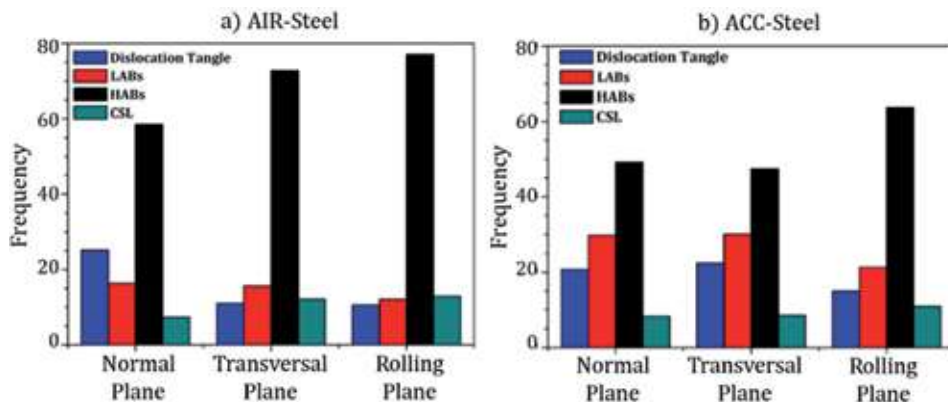 a) AIR-Steel
80
60
40
20
0
Frequency
Dislocation Tangle
LABs
HABs
CSL
Normal Plane
Transversal Plane
Rolling Plane
b) ACC-Steel
80
60
40
20
0
Frequency
Dislocation Tangle
LABs
HABs
CSL
Normal Plane
Transversal Plane
Rolling Plane